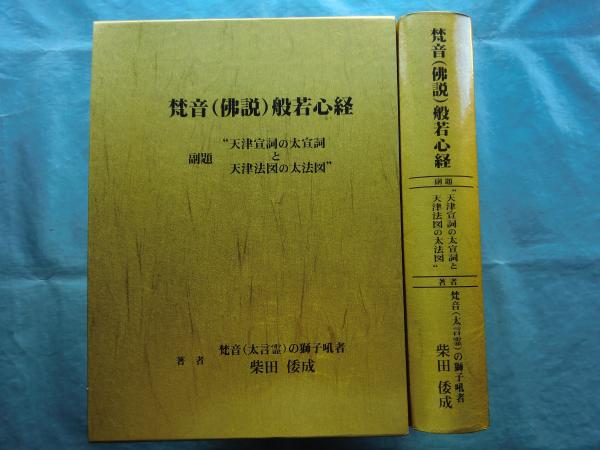 梵音(佛説)般若心経
副題
“天津宣詞の太宣詞
と
天津法図の太法図”
著者
梵音(太言霊)の獅子吼者
柴田 倭成
梵音(佛説)般若心経
副題
“天津宣詞の太宣詞と
天津法図の太法図”
著者
梵音(太言霊)の獅子吼者
柴田 倭成